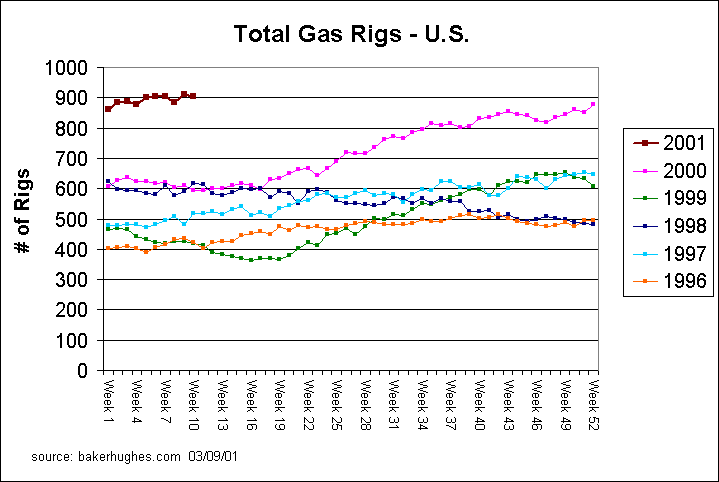 Total Gas Rigs - U.S.
# of Rigs
1000
900
800
700
600
500
400
300
200
100
0
Week 1
Week 4
Week 7
Week 10
Week 13
Week 16
Week 19
Week 22
Week 25
Week 28
Week 31
Week 34
Week 37
Week 40
Week 43
Week 46
Week 49
Week 52
2001
2000
1999
1998
1997
1996
source: bakerhughes.com 03/09/01